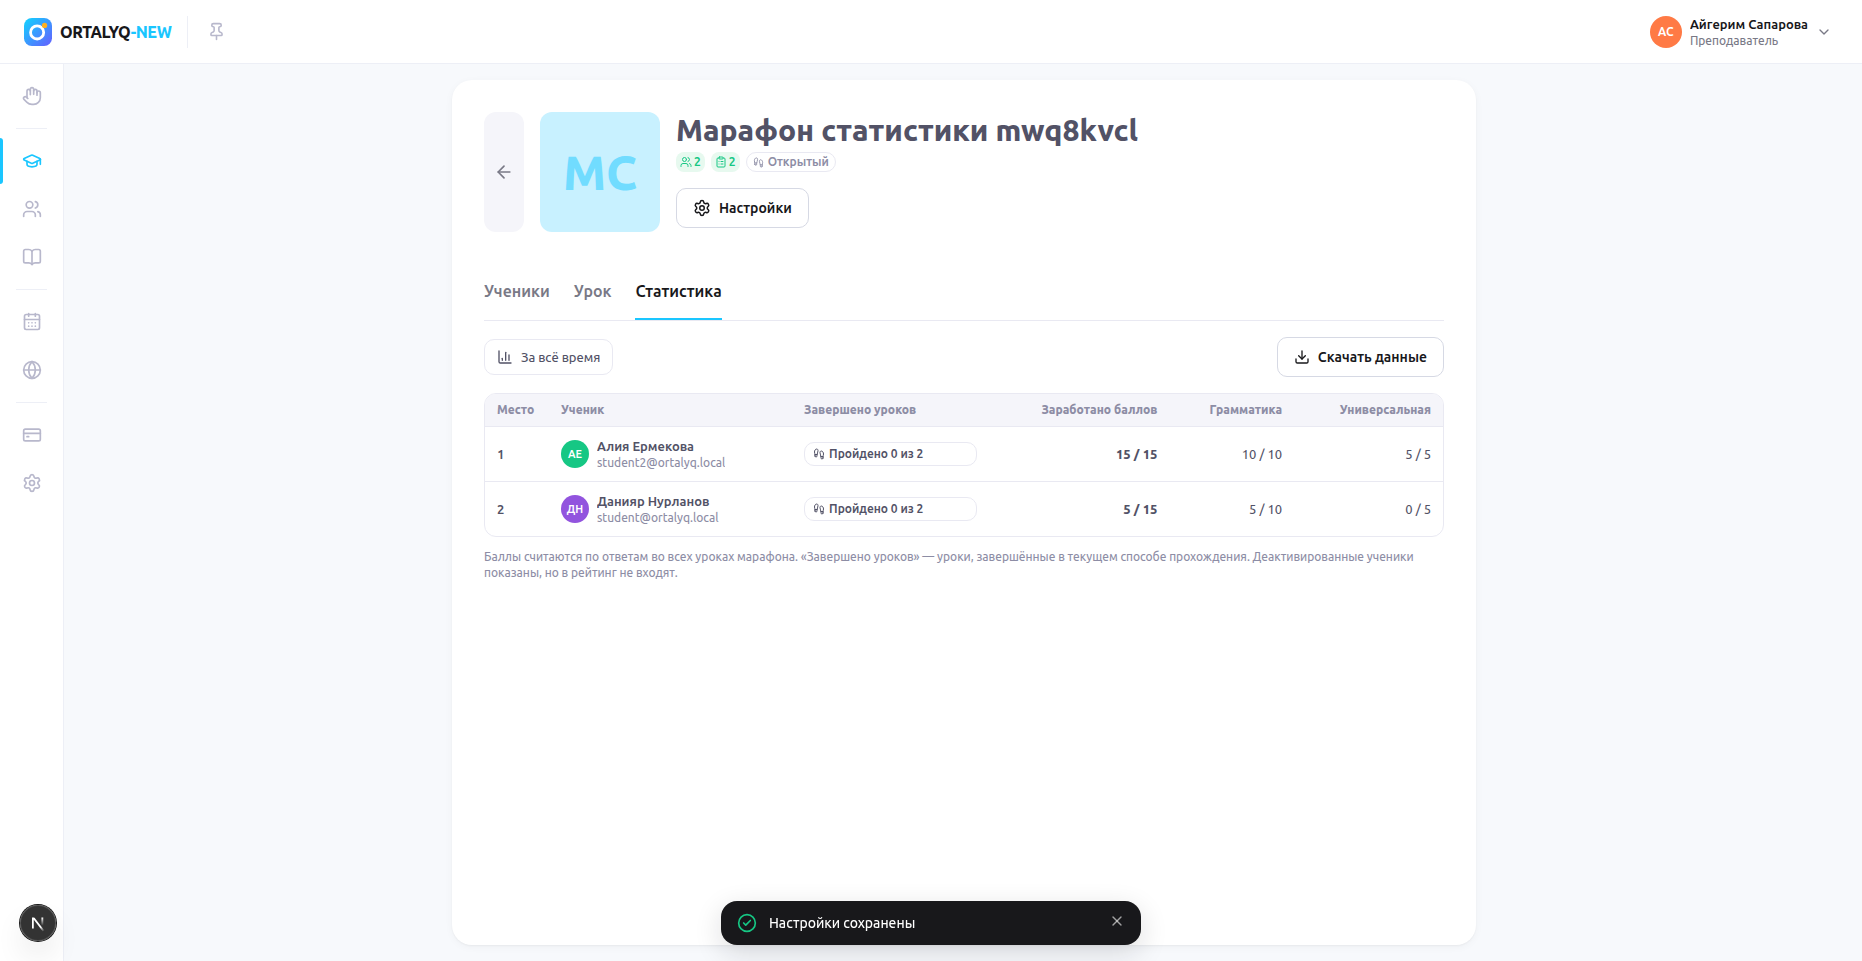 ORTALYQ-NEW
АС
Айгерим Сапарова
Преподаватель
МС
Марафон статистики mwq8kvcl
2
2
Открытый
Настройки
Ученики
Урок
Статистика
За всё время
Скачать данные
Место Ученик Завершено уроков Заработано баллов Грамматика Универсальная
1 АЕ Алия Ермекова Пройдено 0 из 2 15 / 15 10 / 10 5 / 5
student2@ortalyq.local
2 ДН Данияр Нурланов Пройдено 0 из 2 5 / 15 5 / 10 0 / 5
student@ortalyq.local
Баллы считаются по ответам во всех уроках марафона. «Завершено уроков» — уроки, завершённые в текущем способе прохождения. Деактивированные ученики
показаны, но в рейтинг не входят.
N
Настройки сохранены